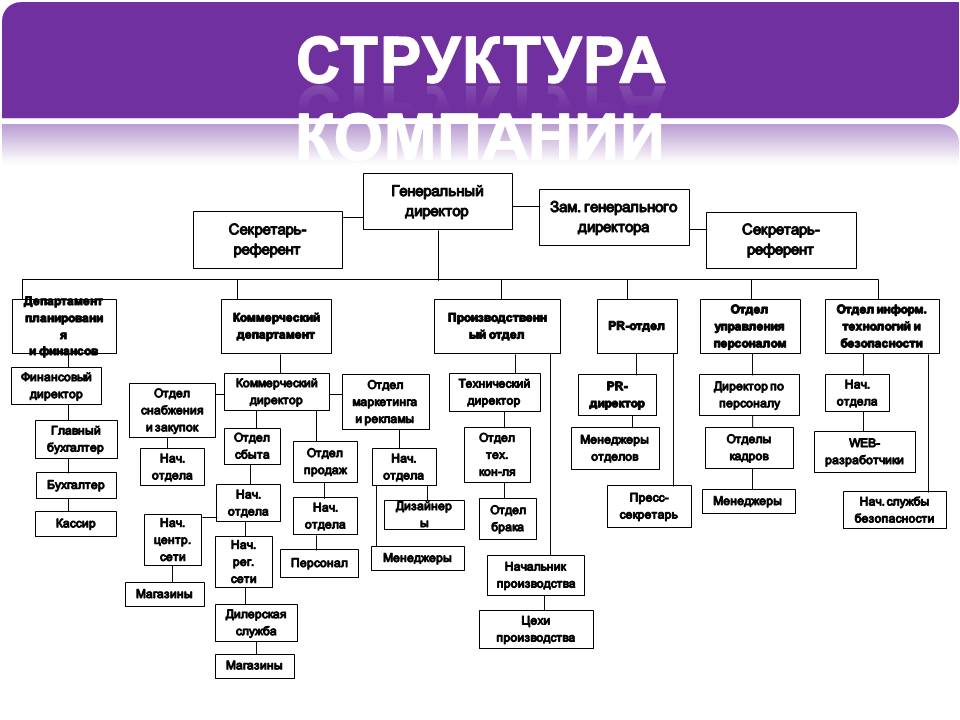 СТРУКТУРА
КОМПАНИИ
Генеральный
директор
Зам. генерального
директора
Секретарь-
референт
Секретарь-
референт
Департамент
планировани
я
и финансов
Коммерческий
департамент
Производственн
ый отдел
PR-отдел
Отдел
управления
персоналом
Отдел информ.
технологий и
безопасности
Финансовый
директор
Главный
бухгалтер
Бухгалтер
Кассир
Отдел
снабжения
и закупок
Нач.
отдела
Коммерческий
директор
Отдел
сбыта
Нач.
отдела
Нач.
центр.
сети
Магазины
Нач.
рег.
сети
Дилерская
служба
Магазины
Отдел
продаж
Нач.
отдела
Персонал
Отдел
маркетинга
и рекламы
Нач.
отдела
Дизайнер
ы
Менеджеры
Технический
директор
Отдел
тех.
кон-ля
Отдел
брака
Начальник
производства
Цехи
производства
PR-
директор
Менеджеры
отделов
Пресс-
секретарь
Директор по
персоналу
Отделы
кадров
Менеджеры
Нач.
отдела
WEB-
разработчики
Нач. службы
безопасности